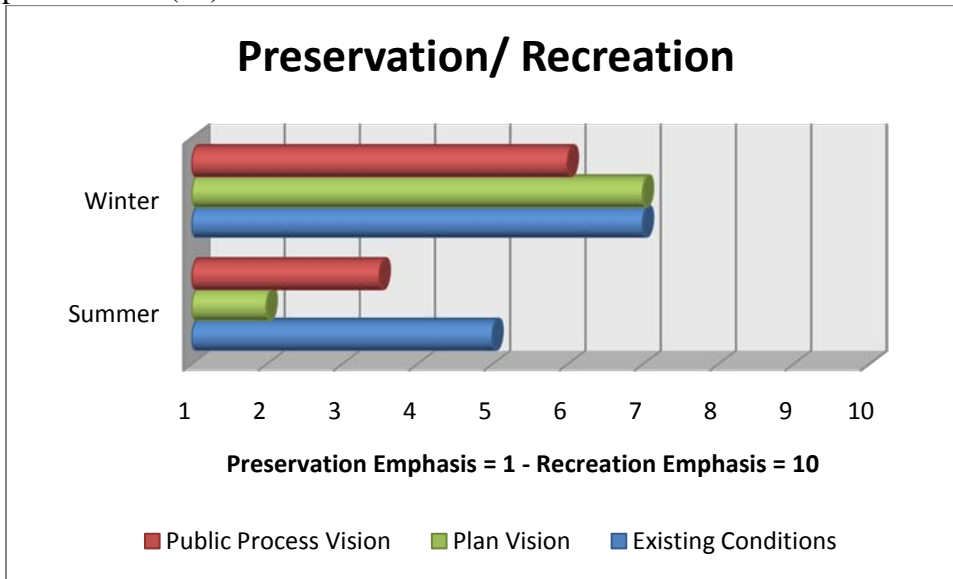 Preservation/ Recreation
Winter
Summer
1 2 3 4 5 6 7 8 9 10
Preservation Emphasis = 1 - Recreation Emphasis = 10
Public Process Vision Plan Vision Existing Conditions